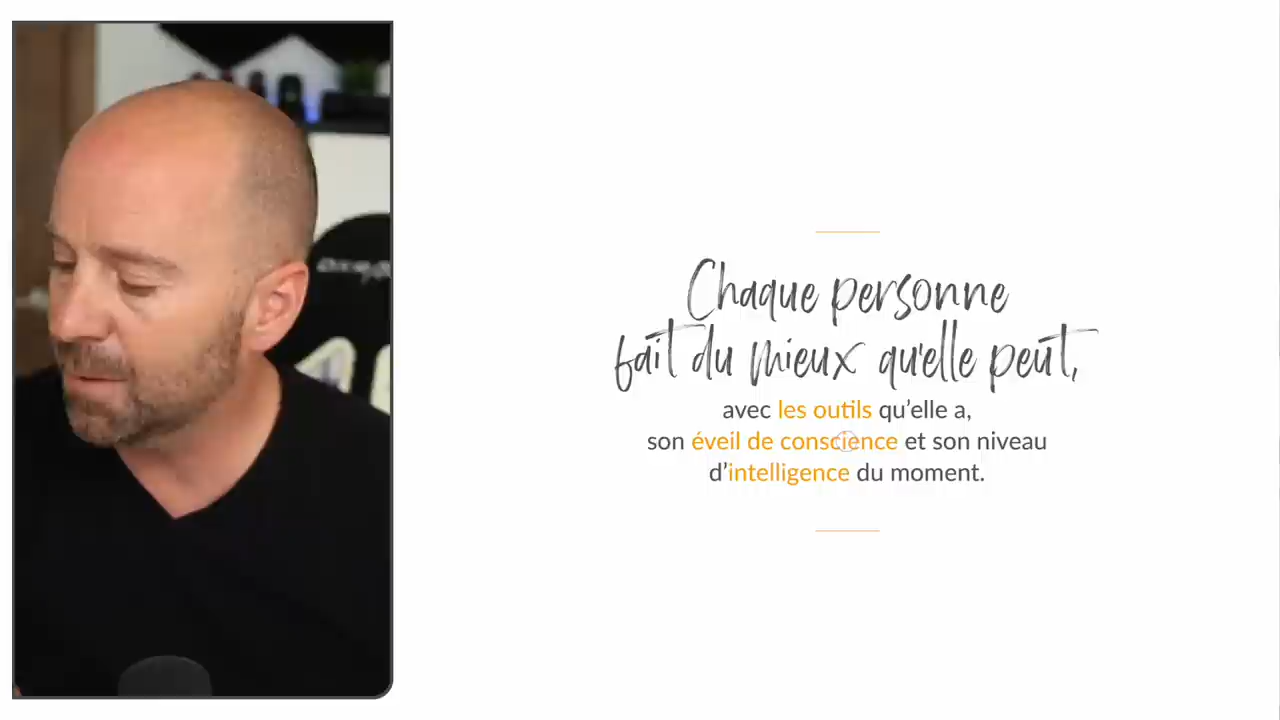 Chaque personne
fait du mieux qu'elle peut,
avec les outils qu’elle a,
son éveil de conscience et son niveau
d’intelligence du moment.